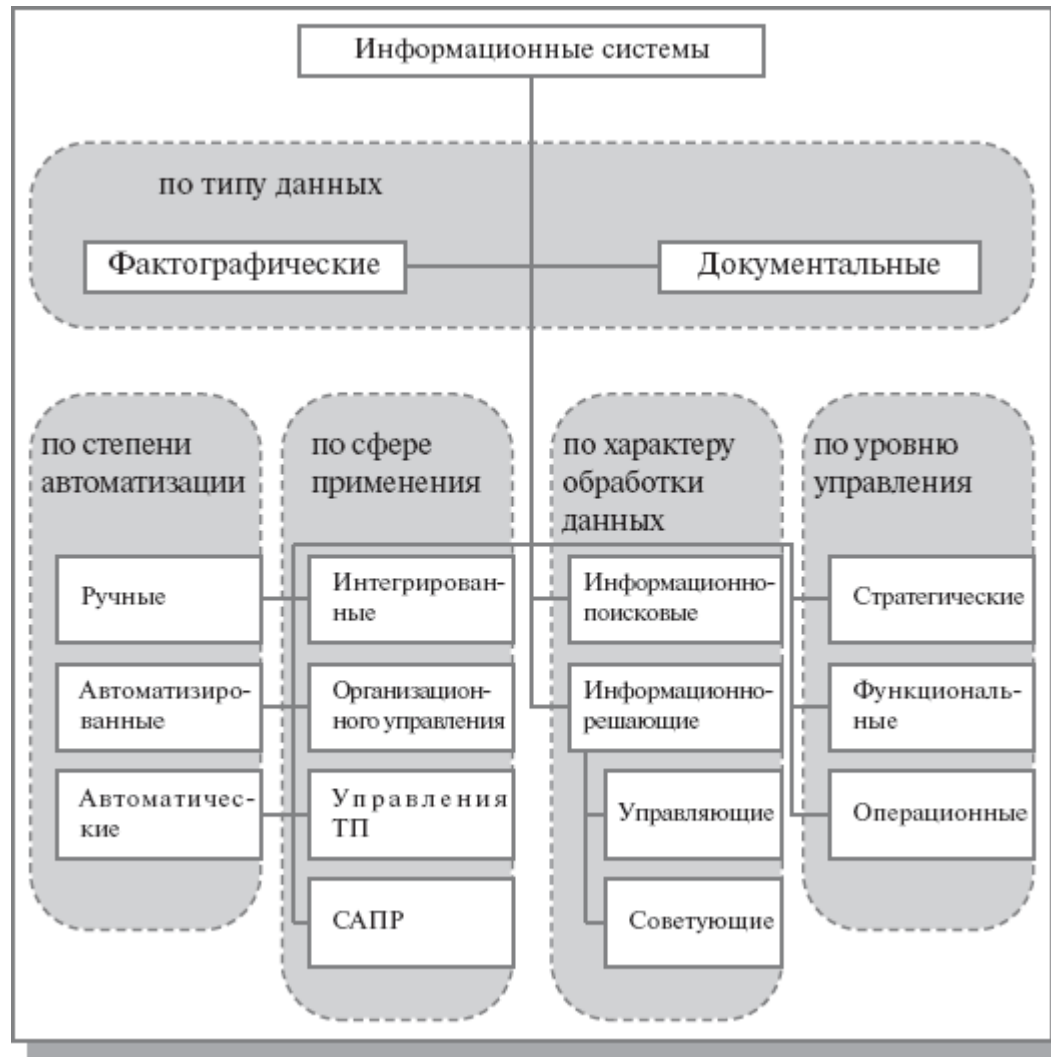 Информационные системы
по типу данных
Фактографические
Документальные
по степени
автоматизации
Ручные
Автоматизиро-
ванные
Автоматичес-
кие
по сфере
применения
Интегрирован-
ные
Организацион-
ного управления
Управления
ТП
САПР
по характеру
обработки
данных
Информационно-
поисковые
Информационно-
решающие
Управляющие
Советующие
по уровню
управления
Стратегические
Функциональ-
ные
Операционные